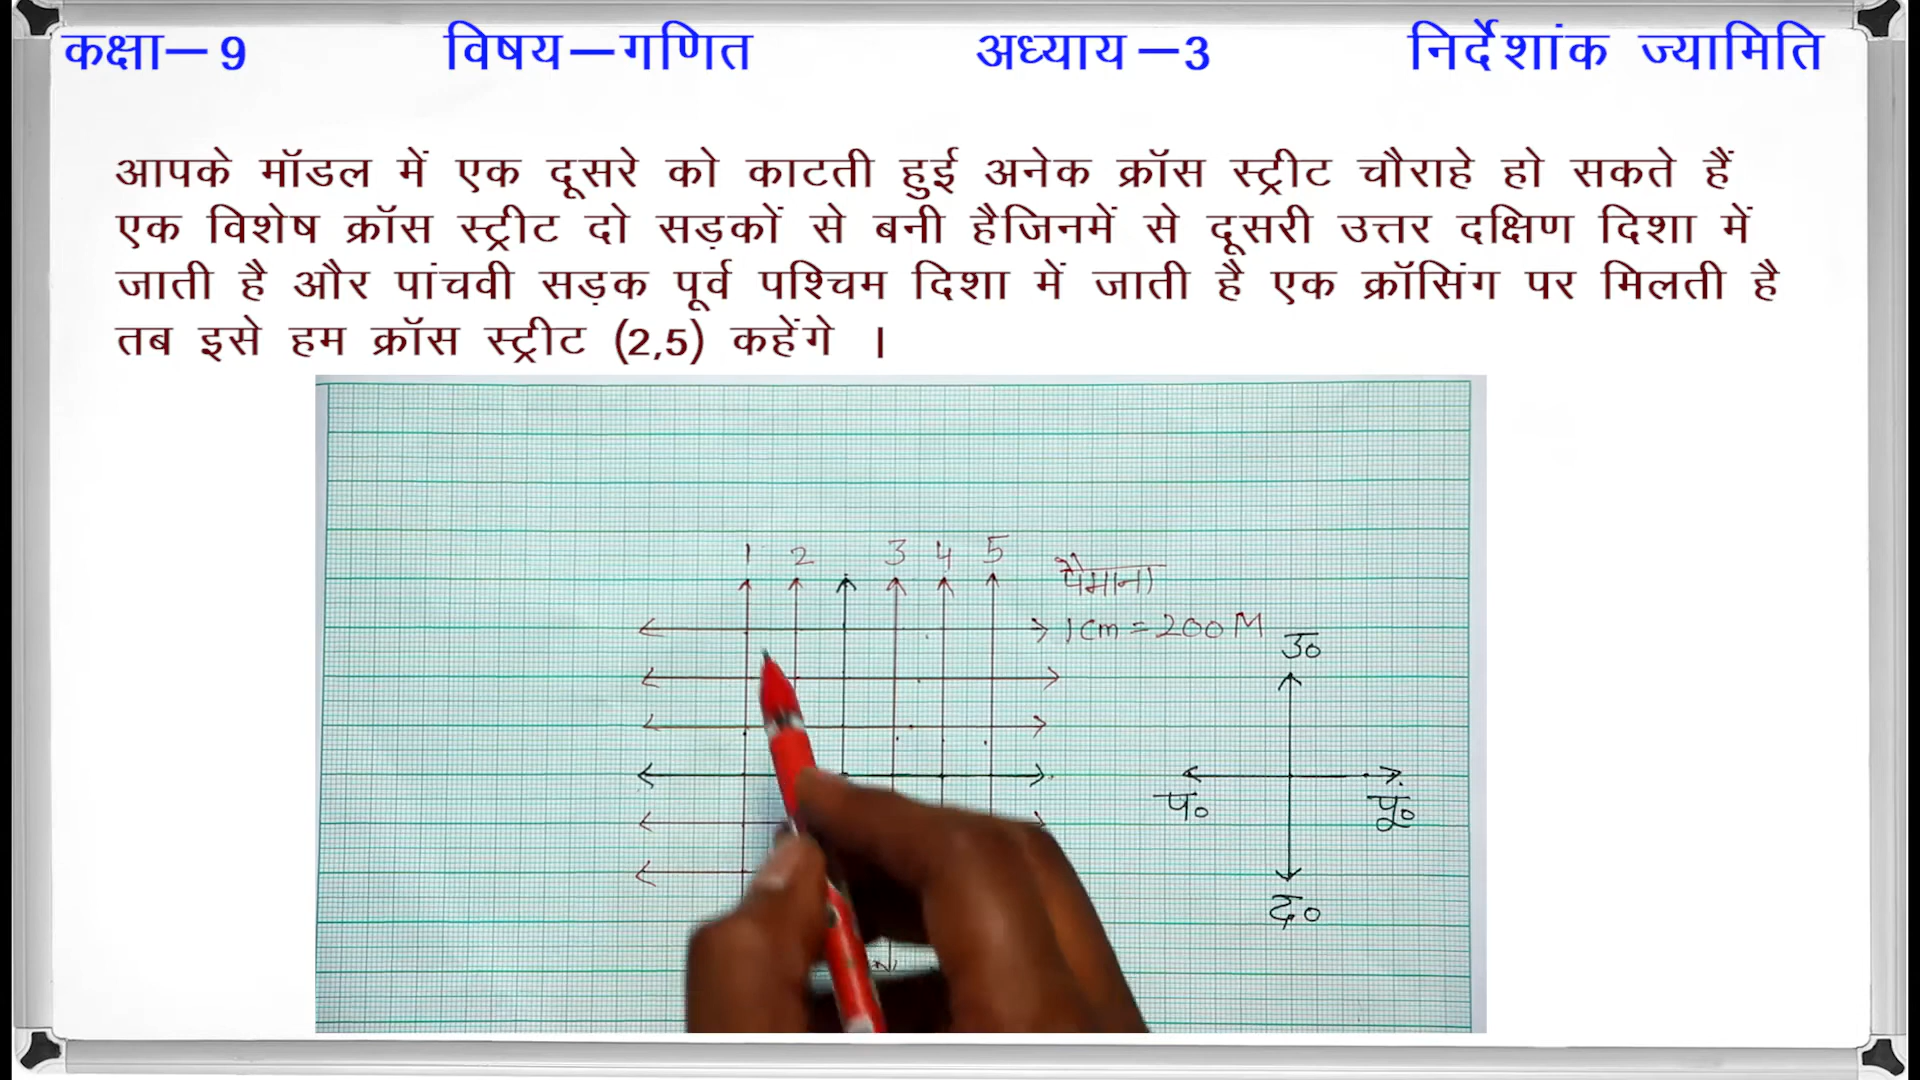 कक्षा–9 विषय–गणित अध्याय–3 निर्देशांक ज्यामिति
आपके मॉडल में एक दूसरे को काटती हुई अनेक क्रॉस स्ट्रीट चौराहे हो सकते हैं
एक विशेष क्रॉस स्ट्रीट दो सड़कों से बनी हैजिनमें से दूसरी उत्तर दक्षिण दिशा में
जाती है और पांचवी सड़क पूर्व पश्चिम दिशा में जाती है एक क्रॉसिंग पर मिलती है
तब इसे हम क्रॉस स्ट्रीट (2,5) कहेंगे ।
1 2 3 4 5
पैमाना
1cm = 200M
उ०
प० पू०
द०